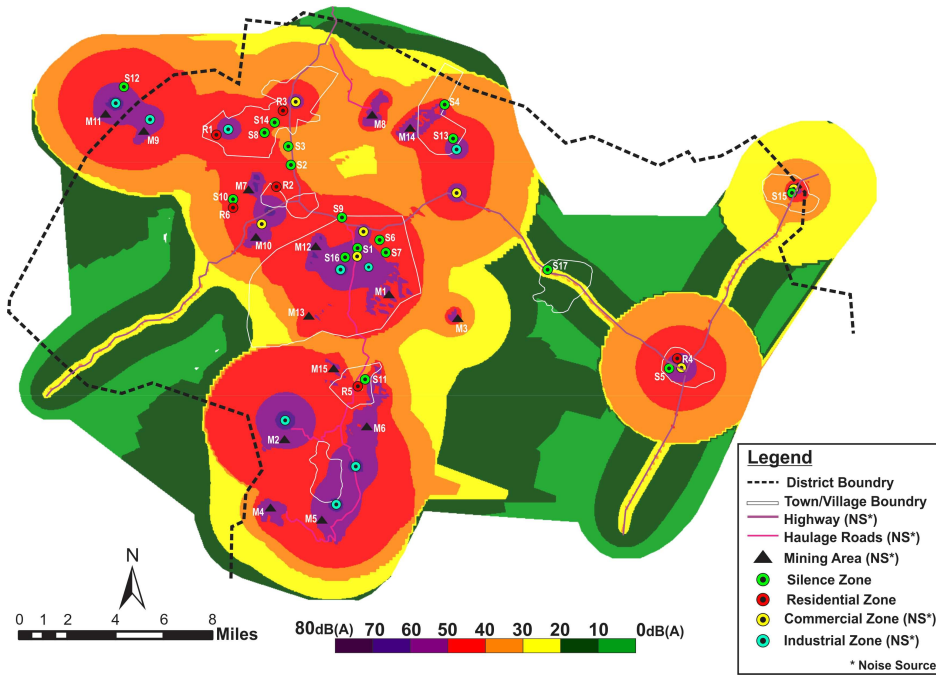 S12
M11
M9
R3
S14
R1
S8
S3
S2
M8
M14
S4
S13
R2
M7
S10
R6
M10
S9
S6
M12
S1
S7
S16
M1
M13
M3
S15
S17
R4
S5
M15
S11
R5
M2
M6
M4
M5
N
0 1 2 4 6 8
Miles
80dB(A) 70 60 50 40 30 20 10 0dB(A)
Legend
District Boundry
Town/Village Boundry
Highway (NS*)
Haulage Roads (NS*)
Mining Area (NS*)
Silence Zone
Residential Zone
Commercial Zone (NS*)
Industrial Zone (NS*)
* Noise Source